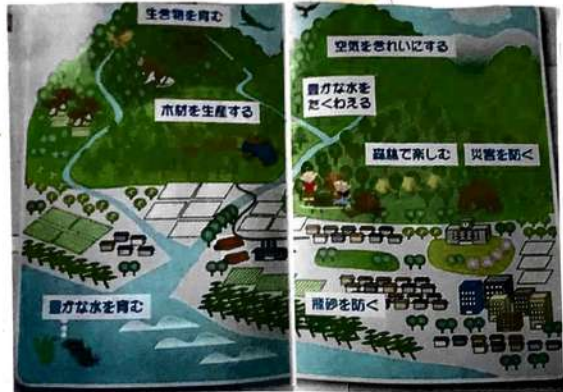 生き物を育む
木材を生産する
豊かな水を育む
空気をきれいにする
豊かな水を
たくわえる
森林で楽しむ
災害を防ぐ
飛砂を防ぐ